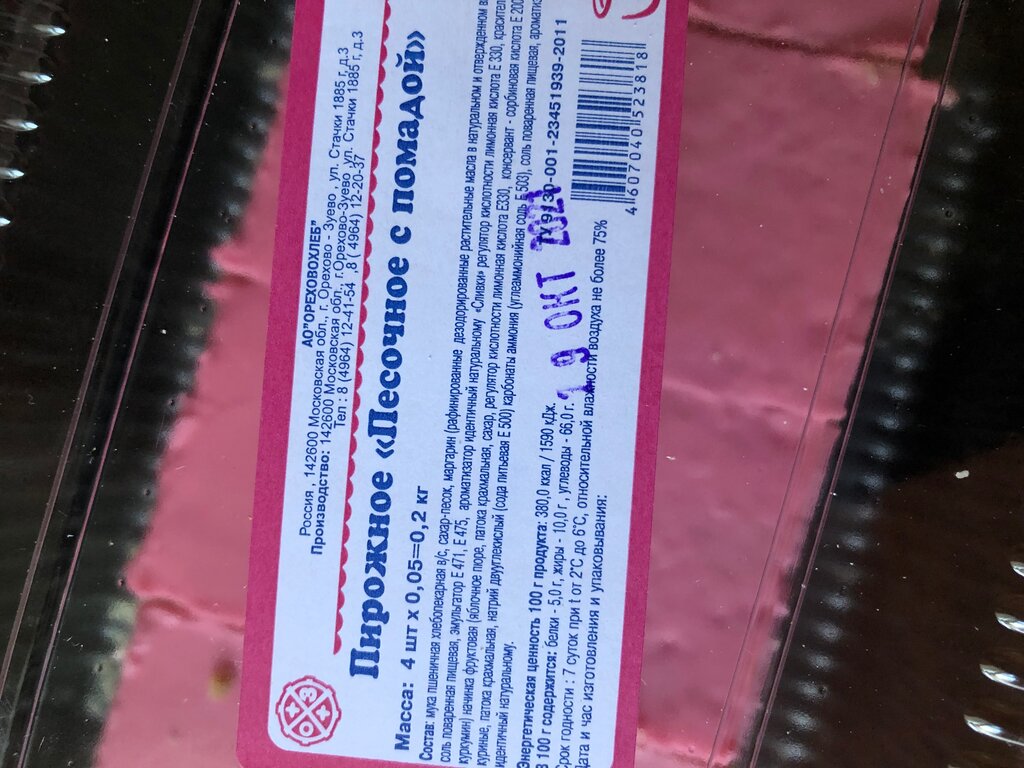 АО"ОРЕХОВОХЛЕБ"
Россия , 142600 Московская обл., г. Орехово - Зуево , ул. Стачки 1885 г, д.3
Производство: 142600 Московская обл., г.Орехово-Зуево ,ул. Стачки 1885 г, д.3
Тел : 8 (4964) 12-41-54 ,8 ( 4964) 12-20-37
Пирожное «Песочное с помадой»
Масса: 4 шт х 0,05=0,2 кг
Состав: мука пшеничная хлебопекарная в/с, сахар-песок, маргарин (рафинированные дезодорированные растительные масла в натуральном и отвержденном
соль поваренная пищевая, эмульгатор Е 471, Е 475, ароматизатор идентичный натуральному «Сливки» регулятор кислотности лимонная кислота Е 330,
куркумин) начинка фруктовая (яблочное пюре, патока крахмальная, сахар, регулятор кислотности лимонная кислота Е330, консервант - сорбиновая кислота Е 200
куриные, патока крахмальная, натрий двууглекислый (сода питьевая Е 500) карбонаты аммония (углеаммонийная соль Е 503), соль поваренная пищевая,
идентичный натуральному.
Энергетическая ценность 100 г продукта: 380,0 ккал / 1590 кДж.
В 100 г содержится: белки - 5,0 г, жиры - 10,0 г , углеводы - 66,0 г.
Срок годности : 7 суток при t от 2°С до 6°С, относительной влажности воздуха не более 75%
Дата и час изготовления и упаковывания:
19 ОКТ
-001-23451939-2011
4 607040 523818
ОХЗ